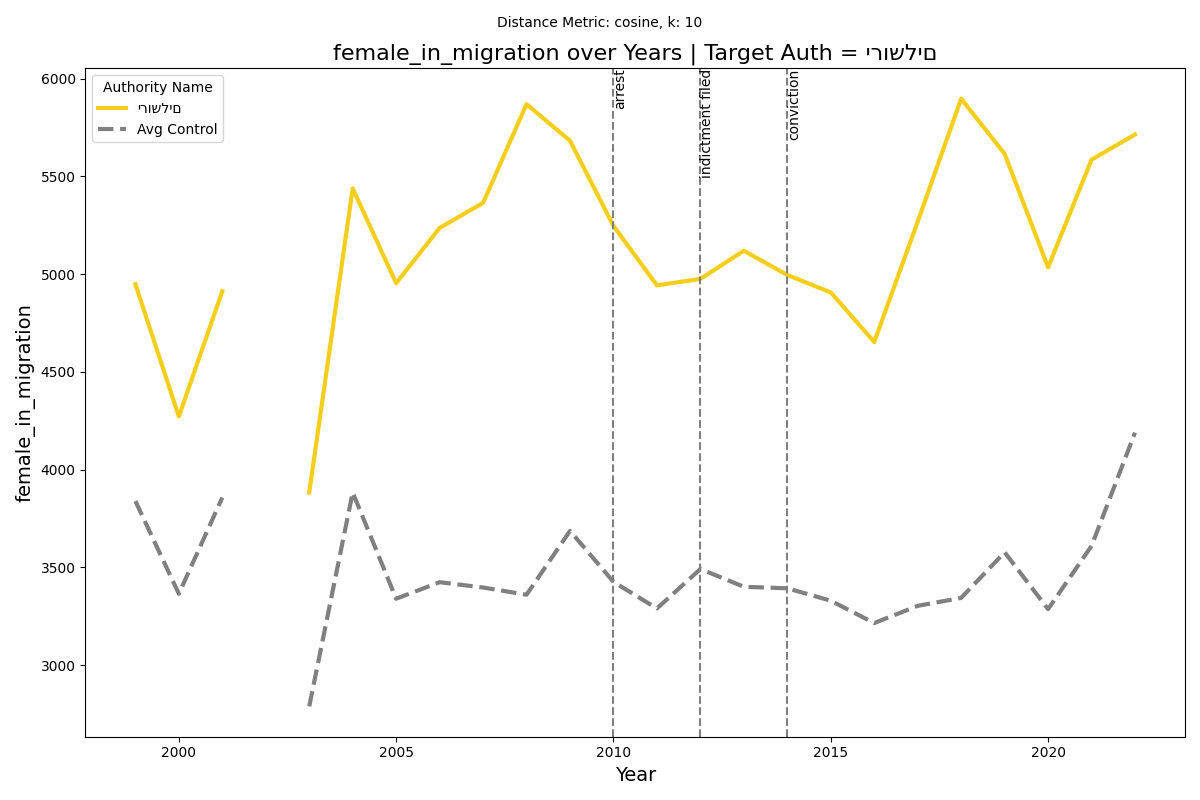 Distance Metric: cosine, k: 10
female_in_migration over Years | Target Auth = ירושלים
Authority Name
ירושלים
Avg Control
arrest
indictment filed
conviction
6000
5500
5000
4500
4000
3500
3000
female_in_migration
2000
2005
2010
2015
2020
Year